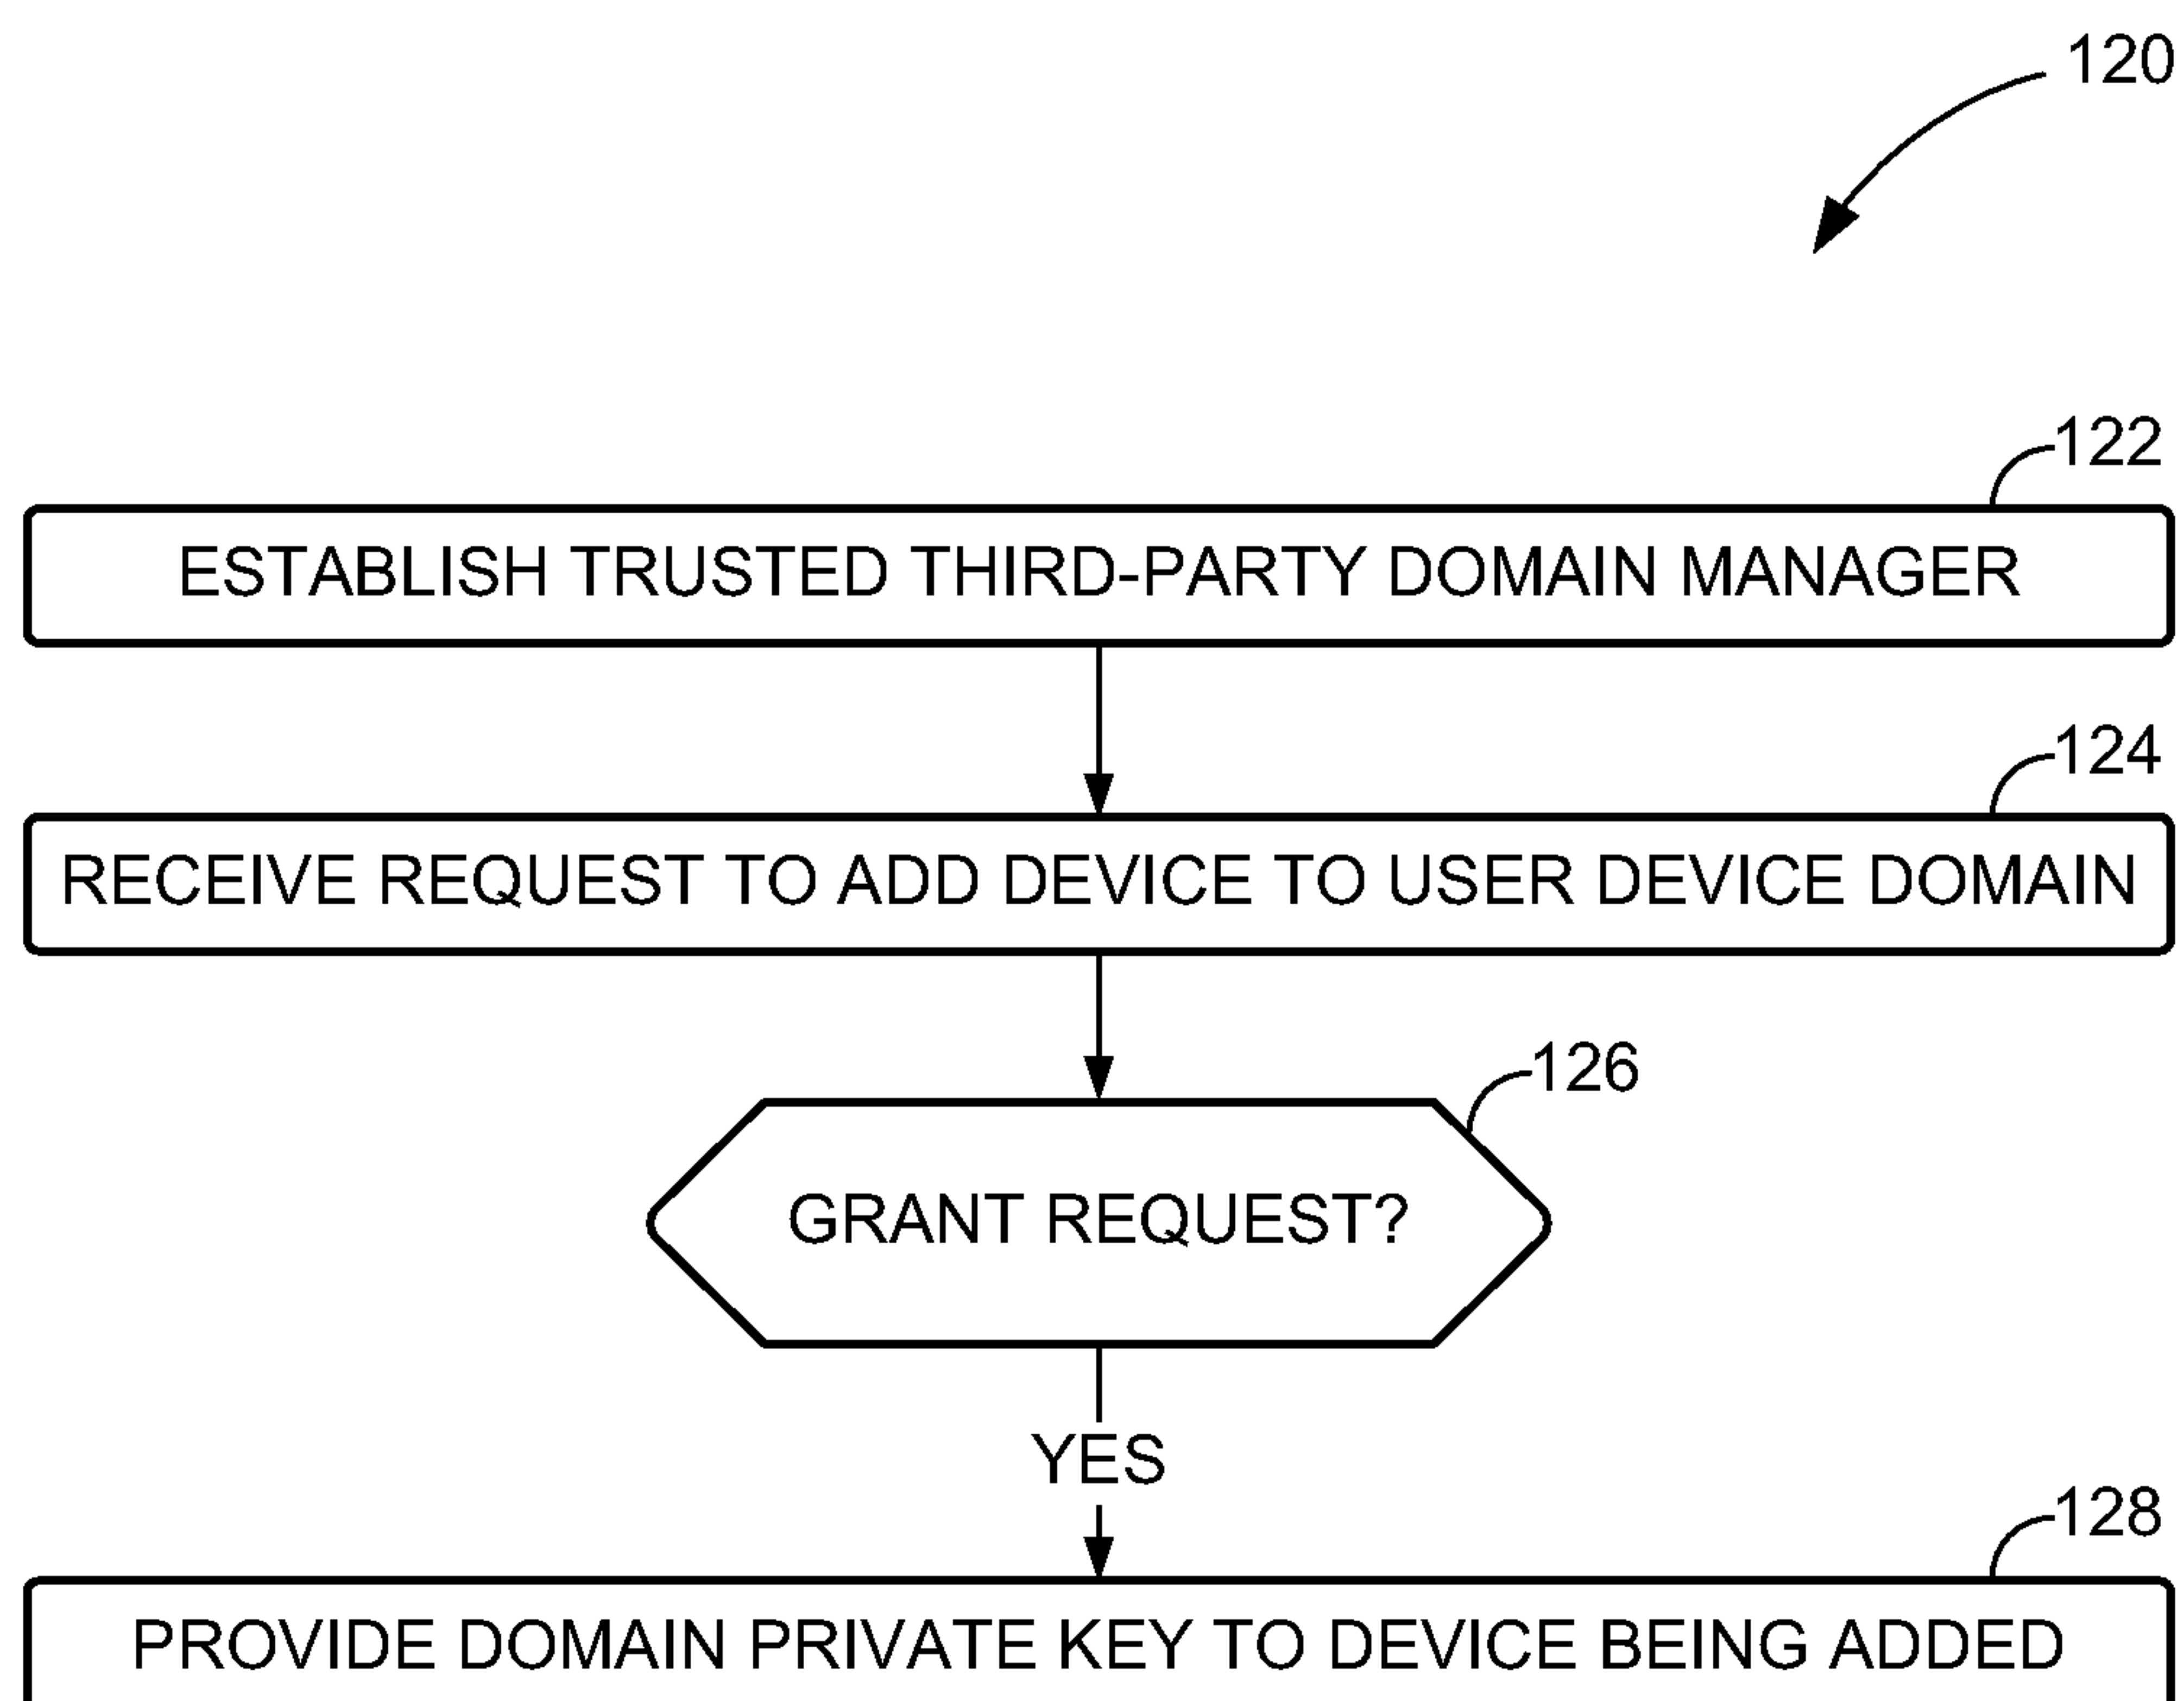 120
122
ESTABLISH TRUSTED THIRD-PARTY DOMAIN MANAGER
124
RECEIVE REQUEST TO ADD DEVICE TO USER DEVICE DOMAIN
126
GRANT REQUEST?
YES
128
PROVIDE DOMAIN PRIVATE KEY TO DEVICE BEING ADDED